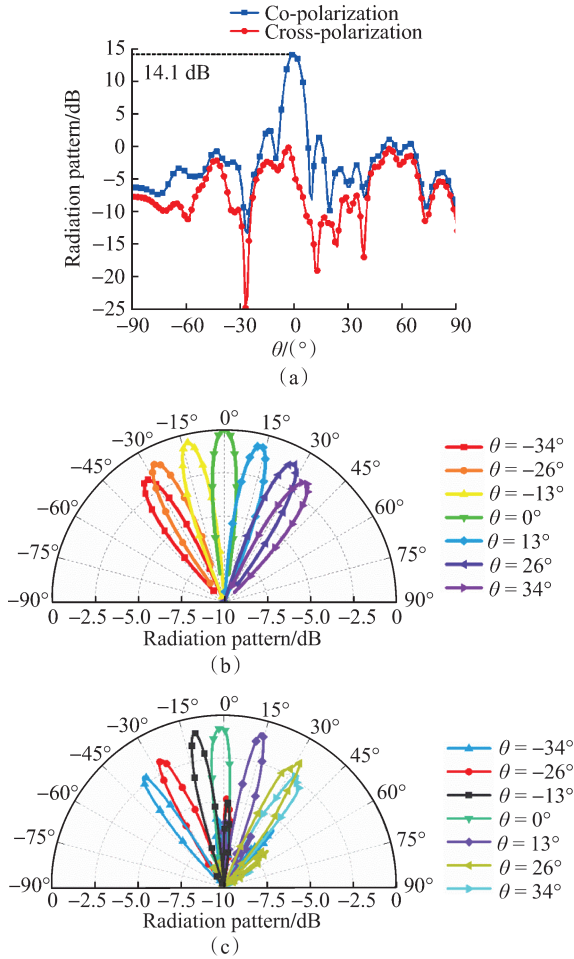 Co-polarization
Cross-polarization
15
10
5
0
−5
−10
−15
−20
−25
14.1 dB
Radiation pattern/dB
−90 −60 −30 0 30 60 90
θ/(°)
(a)
−90° −75° −60° −45° −30° −15° 0° 15° 30° 45° 60° 75° 90°
0 −2.5 −5.0 −7.5 −10 −7.5 −5.0 −2.5 0
Radiation pattern/dB
(b)
θ = −34°
θ = −26°
θ = −13°
θ = 0°
θ = 13°
θ = 26°
θ = 34°
−90° −75° −60° −45° −30° −15° 0° 15° 30° 45° 60° 75° 90°
0 −2.5 −5.0 −7.5 −10 −7.5 −5.0 −2.5 0
Radiation pattern/dB
(c)
θ = −34°
θ = −26°
θ = −13°
θ = 0°
θ = 13°
θ = 26°
θ = 34°